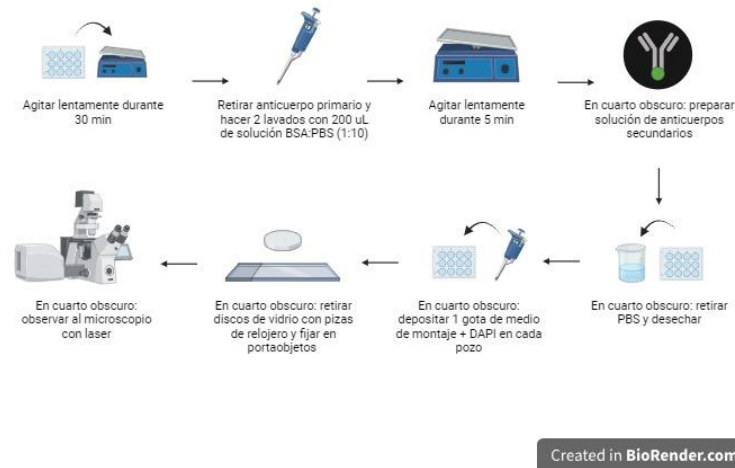 Agitar lentamente durante
30 min
Retirar anticuerpo primario y
hacer 2 lavados con 200 uL
de solución BSA:PBS (1:10)
Agitar lentamente
durante 5 min
En cuarto obscuro: preparar
solución de anticuerpos
secundarios
En cuarto obscuro:
observar al microscopio
con laser
En cuarto obscuro: retirar
discos de vidrio con pizas
de relojero y fijar en
portaobjetos
En cuarto obscuro:
depositar 1 gota de medio
de montaje + DAPI en cada
pozo
En cuarto obscuro: retirar
PBS y desechar
Created in BioRender.com